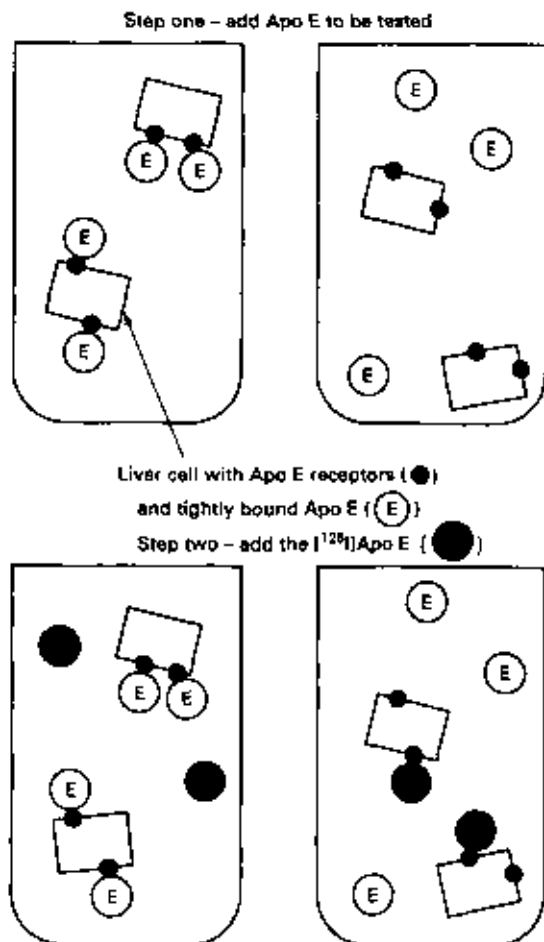 Step one – add Apo E to be tested
E
E
E
E
E
E
E
Liver cell with Apo E receptors (●)
and tightly bound Apo E {(E)}
Step two – add the [¹²⁵I]Apo E {●)
E
E
E
E
E
E
E